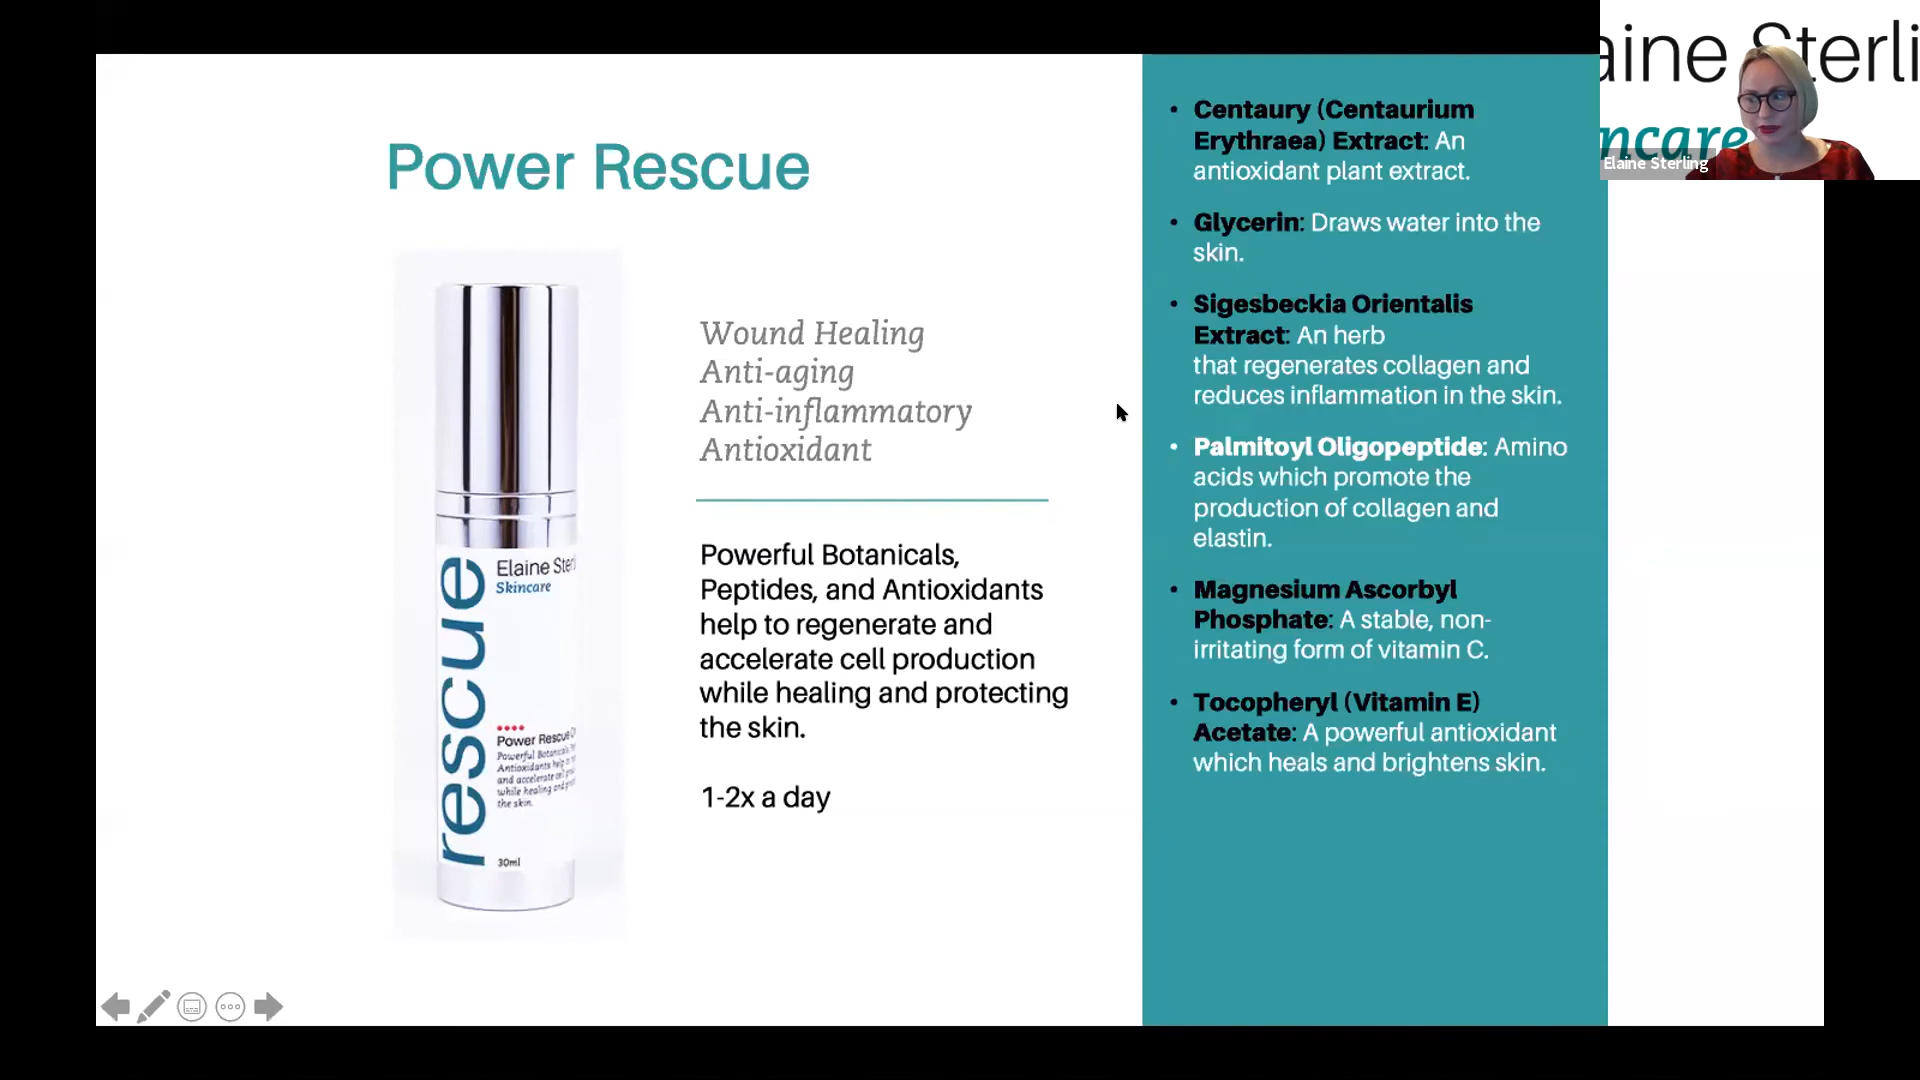 Power Rescue
Wound Healing
Anti-aging
Anti-inflammatory
Antioxidant
Powerful Botanicals,
Peptides, and Antioxidants
help to regenerate and
accelerate cell production
while healing and protecting
the skin.
1-2x a day
rescue
Elaine
Skincare
Power Rescue
Powerful Botanicals,
Antioxidants help
and accelerate
while healing and
the skin.
30ml
• Centaury (Centaurium
Erythraea) Extract: An
antioxidant plant extract.
• Glycerin: Draws water into the
skin.
• Sigesbeckia Orientalis
Extract: An herb
that regenerates collagen and
reduces inflammation in the skin.
• Palmitoyl Oligopeptide: Amino
acids which promote the
production of collagen and
elastin.
• Magnesium Ascorbyl
Phosphate: A stable, non-
irritating form of vitamin C.
• Tocopheryl (Vitamin E)
Acetate: A powerful antioxidant
which heals and brightens skin.
aine Sterli
ncare
Elaine Sterling